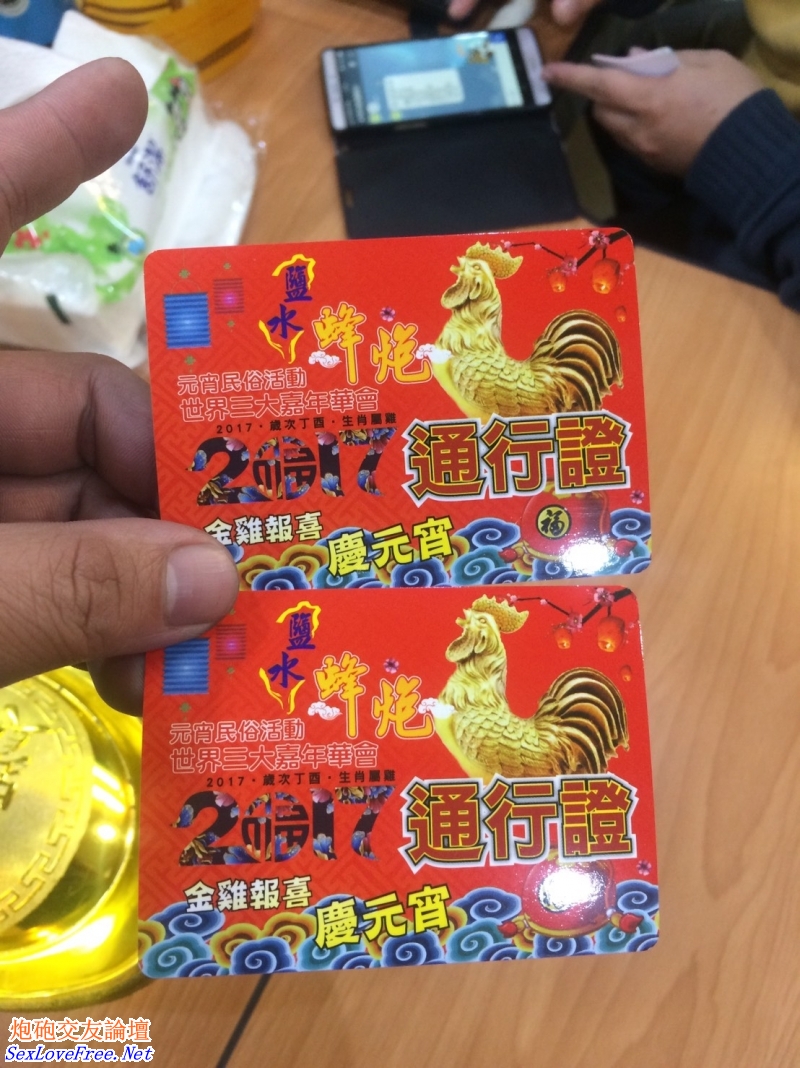 鹽水
蜂炮
元宵民俗活動
世界三大嘉年華會
2017・歲次丁酉・生肖屬雞
2017 通行證
金雞報喜
慶元宵
福
鹽水
蜂炮
元宵民俗活動
世界三大嘉年華會
2017・歲次丁酉・生肖屬雞
2017 通行證
金雞報喜
慶元宵
炮砲交友論壇
SexLoveFree.Net